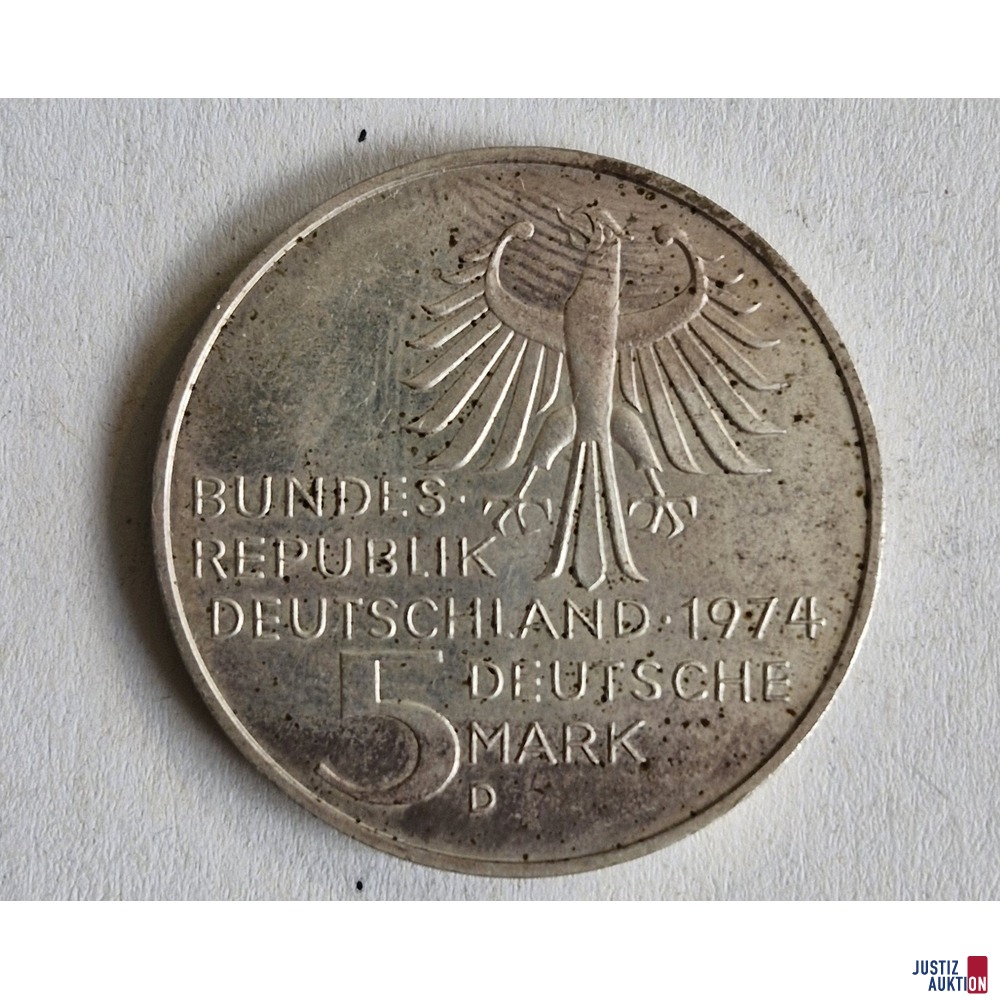 BUNDES·
REPUBLIK
DEUTSCHLAND·1974
5 DEUTSCHE
MARK
D
JUSTIZ
AUKTION